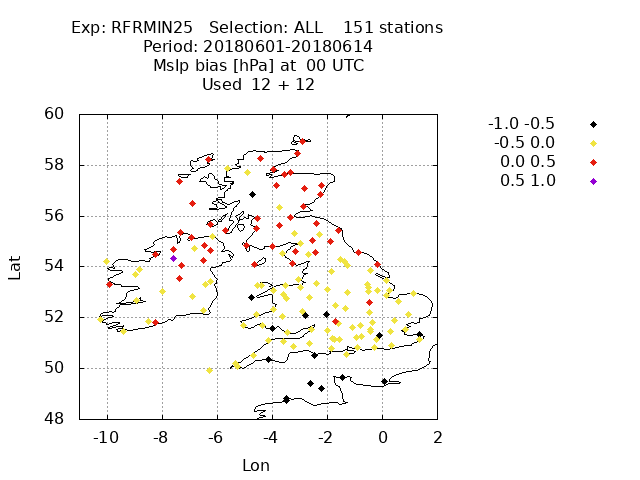 Exp: RFRMIN25 Selection: ALL 151 stations
Period: 20180601-20180614
Mslp bias [hPa] at 00 UTC
Used 12 + 12
-1.0 -0.5
-0.5 0.0
0.0 0.5
0.5 1.0
60
58
56
54
52
50
48
Lat
-10 -8 -6 -4 -2 0 2
Lon